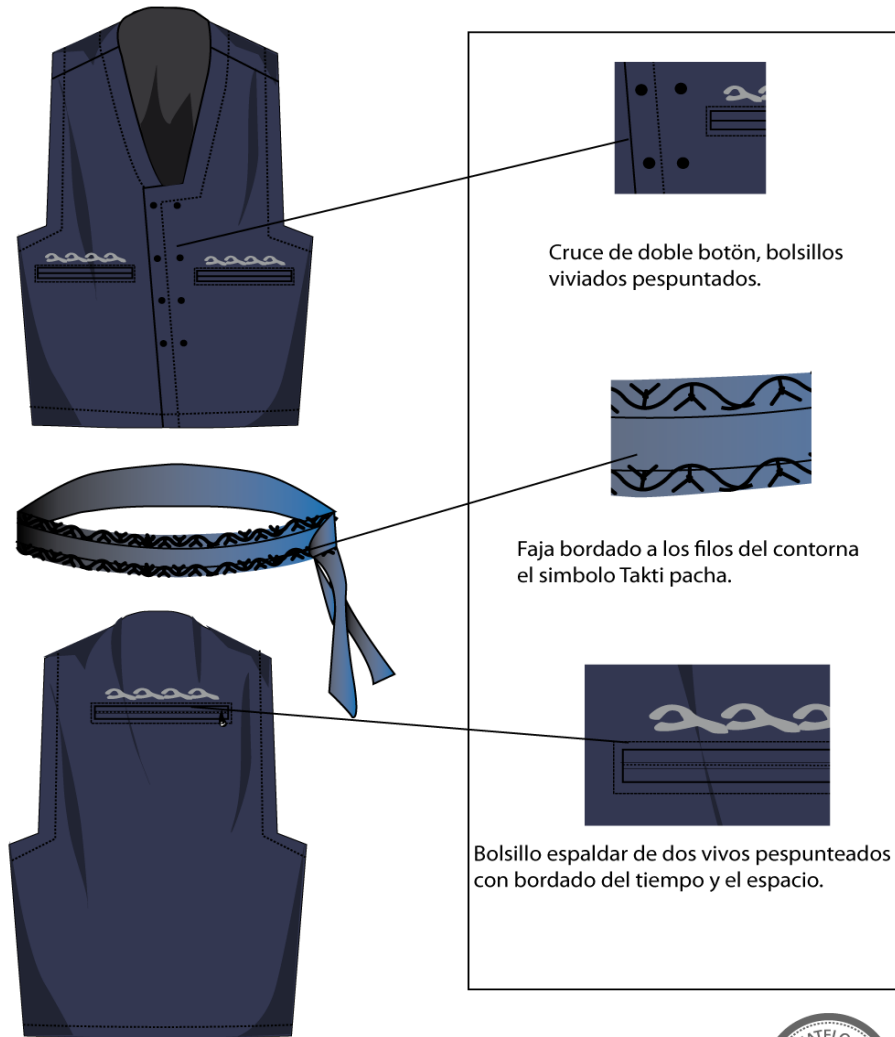 Cruce de doble botön, bolsillos
viviados pespuntados.
Faja bordado a los filos del contorna
el simbolo Takti pacha.
Bolsillo espaldar de dos vivos pespunteados
con bordado del tiempo y el espacio.